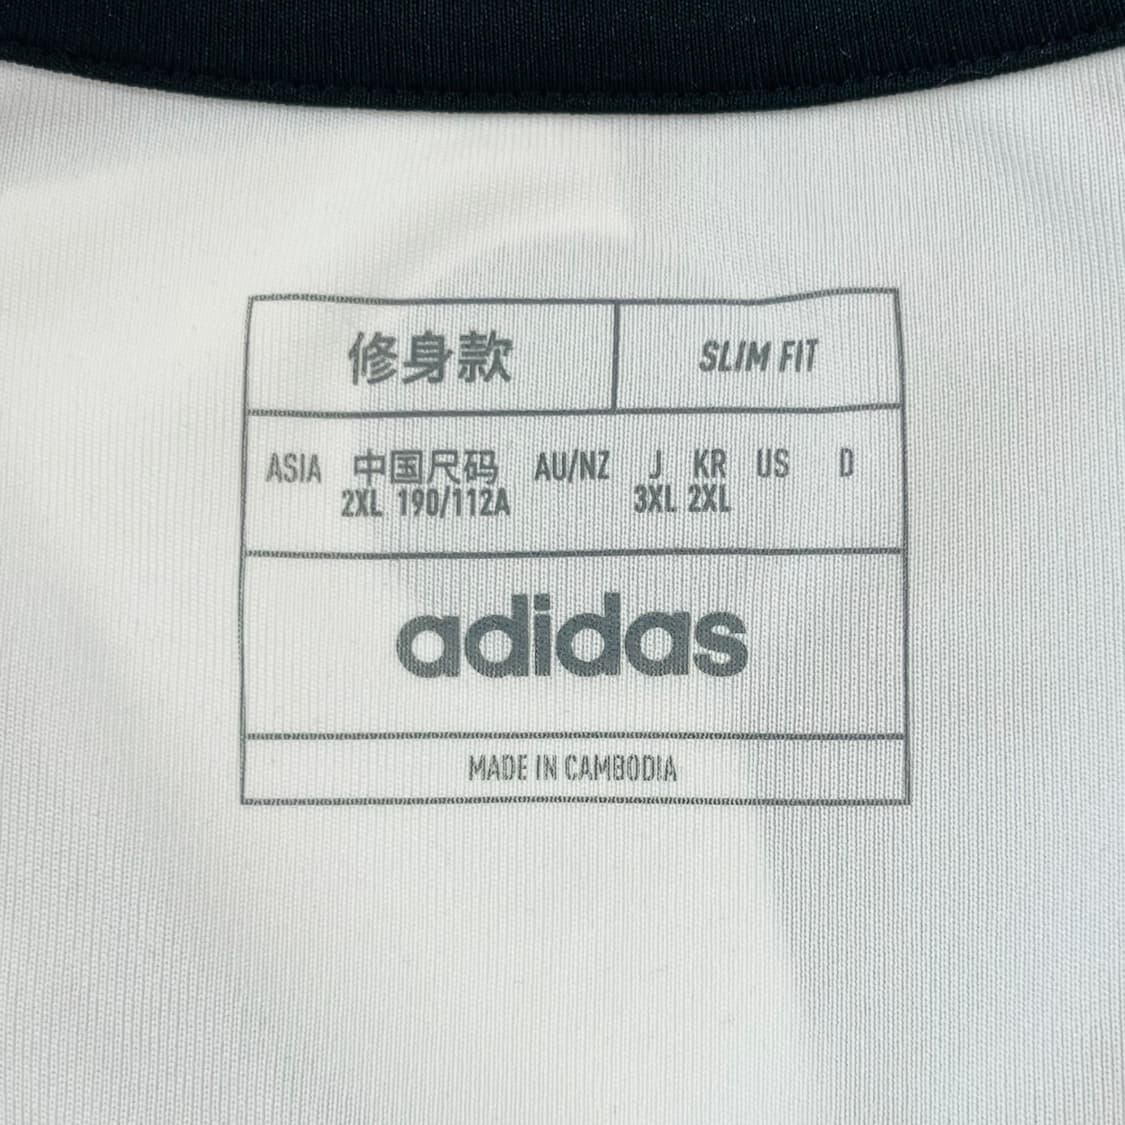 修身款 SLIM FIT
ASIA 中国尺码 AU/NZ J KR US D
2XL 190/112A 3XL 2XL
adidas
MADE IN CAMBODIA